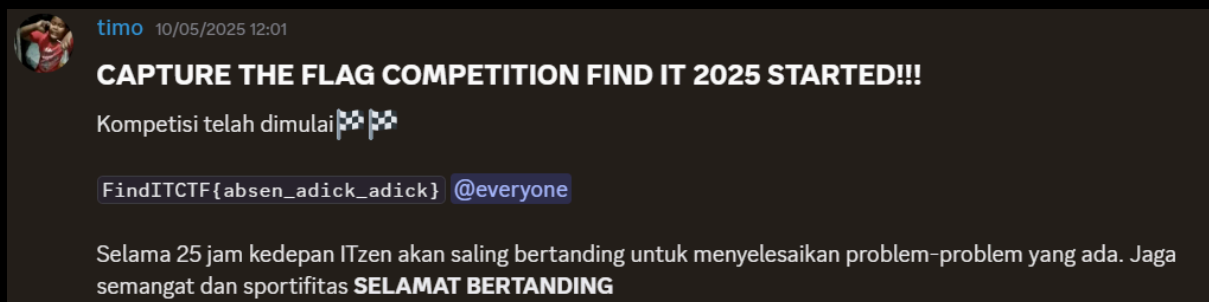 timo 10/05/2025 12:01
CAPTURE THE FLAG COMPETITION FIND IT 2025 STARTED!!!
Kompetisi telah dimulai🏁🏁
FindITCTF{absen_adick_adick} @everyone
Selama 25 jam kedepan ITzen akan saling bertanding untuk menyelesaikan problem-problem yang ada. Jaga
semangat dan sportifitas SELAMAT BERTANDING